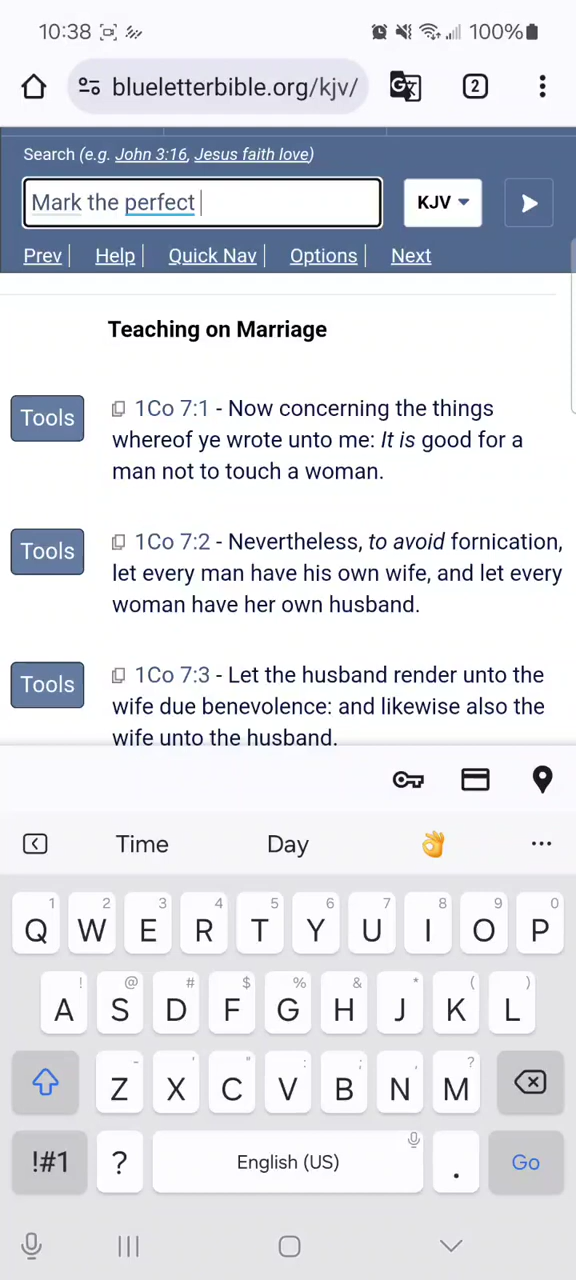 10:38 100%
blueletterbible.org/kjv/ 2
Search (e.g. John 3:16, Jesus faith love)
Mark the perfect KJV
Prev | Help | Quick Nav | Options | Next
Teaching on Marriage
Tools 1Co 7:1 - Now concerning the things
whereof ye wrote unto me: It is good for a
man not to touch a woman.
Tools 1Co 7:2 - Nevertheless, to avoid fornication,
let every man have his own wife, and let every
woman have her own husband.
Tools 1Co 7:3 - Let the husband render unto the
wife due benevolence: and likewise also the
wife unto the husband.
Time Day 👌 ...
1 2 3 4 5 6 7 8 9 0
Q W E R T Y U I O P
! @ # $ % & * ( )
A S D F G H J K L
- ' " : ; , ?
Z X C V B N M
!#1 ? English (US) . Go